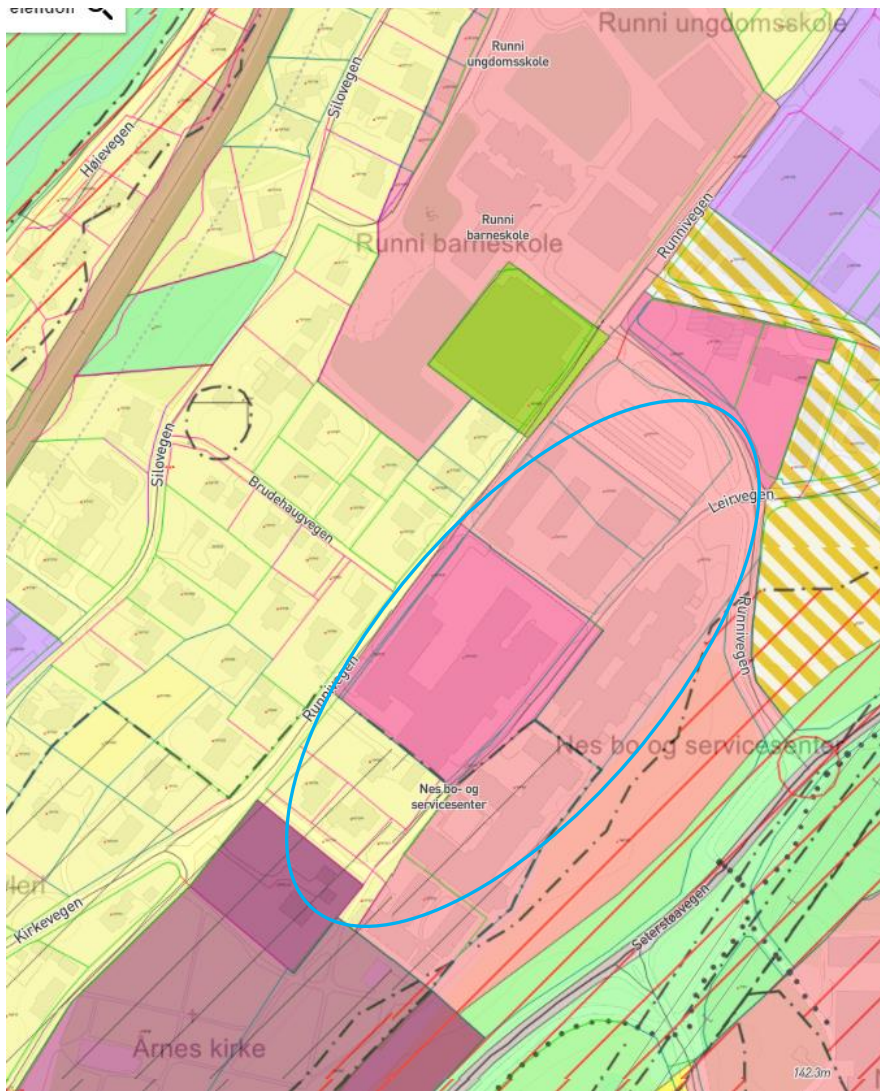 eiendom
Runni ungdomsskole
Runni
ungdomsskole
Silovegen
Høievegen
Runnivegen
Runni
barneskole
Runni barneskole
Silovegen
Brudehaugvegen
Leirvegen
Runnivegen
Runnivegen
Nes bo og servicesenter
Nes bo- og
servicesenter
Kirkevegen
Seterstøavegen
Årnes kirke
142.3m